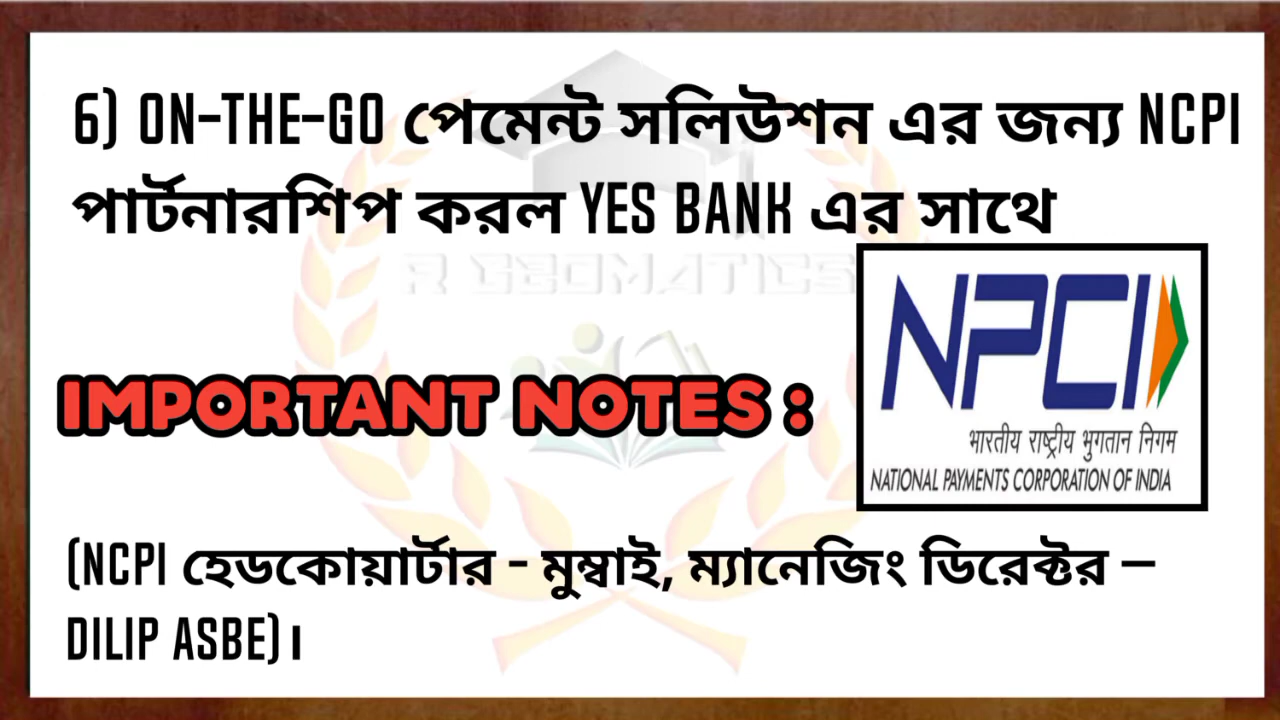 6) ON-THE-GO পেমেন্ট সলিউশন এর জন্য NCPI
পার্টনারশিপ করল YES BANK এর সাথে
R GEOMATICS
NPCI
भारतीय राष्ट्रीय भुगतान निगम
NATIONAL PAYMENTS CORPORATION OF INDIA
IMPORTANT NOTES :
(NCPI হেডকোয়ার্টার - মুম্বাই, ম্যানেজিং ডিরেক্টর –
DILIP ASBE)।